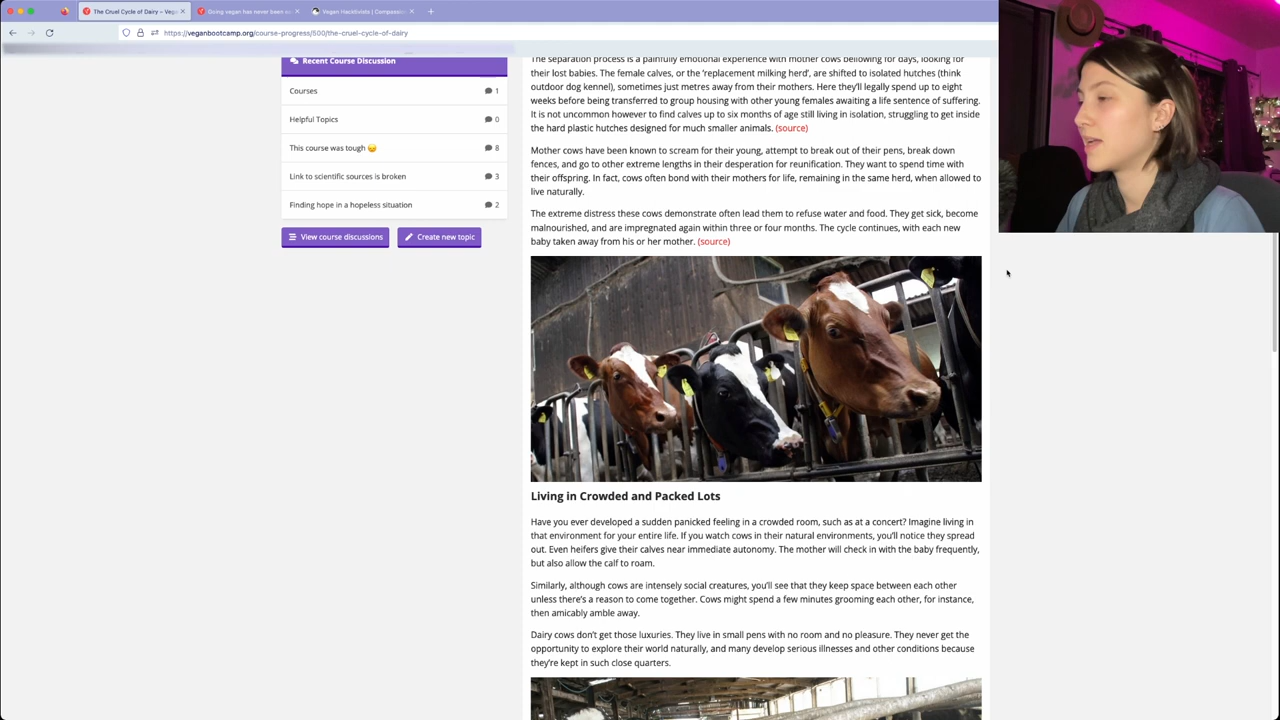 The Cruel Cycle of Dairy – Veg
Going vegan has never been e
Vegan Hacktivists | Compassio
https://veganbootcamp.org/course-progress/500/the-cruel-cycle-of-dairy
Recent Course Discussion
Courses 1
Helpful Topics 0
This course was tough 😞 8
Link to scientific sources is broken 3
Finding hope in a hopeless situation 2
View course discussions
Create new topic
The separation process is a painfully emotional experience with mother cows bellowing for days, looking for
their lost babies. The female calves, or the ‘replacement milking herd’, are shifted to isolated hutches (think
outdoor dog kennel), sometimes just metres away from their mothers. Here they’ll legally spend up to eight
weeks before being transferred to group housing with other young females awaiting a life sentence of suffering.
It is not uncommon however to find calves up to six months of age still living in isolation, struggling to get inside
the hard plastic hutches designed for much smaller animals. (source)
Mother cows have been known to scream for their young, attempt to break out of their pens, break down
fences, and go to other extreme lengths in their desperation for reunification. They want to spend time with
their offspring. In fact, cows often bond with their mothers for life, remaining in the same herd, when allowed to
live naturally.
The extreme distress these cows demonstrate often lead them to refuse water and food. They get sick, become
malnourished, and are impregnated again within three or four months. The cycle continues, with each new
baby taken away from his or her mother. (source)
Living in Crowded and Packed Lots
Have you ever developed a sudden panicked feeling in a crowded room, such as at a concert? Imagine living in
that environment for your entire life. If you watch cows in their natural environments, you’ll notice they spread
out. Even heifers give their calves near immediate autonomy. The mother will check in with the baby frequently,
but also allow the calf to roam.
Similarly, although cows are intensely social creatures, you’ll see that they keep space between each other
unless there’s a reason to come together. Cows might spend a few minutes grooming each other, for instance,
then amicably amble away.
Dairy cows don’t get those luxuries. They live in small pens with no room and no pleasure. They never get the
opportunity to explore their world naturally, and many develop serious illnesses and other conditions because
they’re kept in such close quarters.